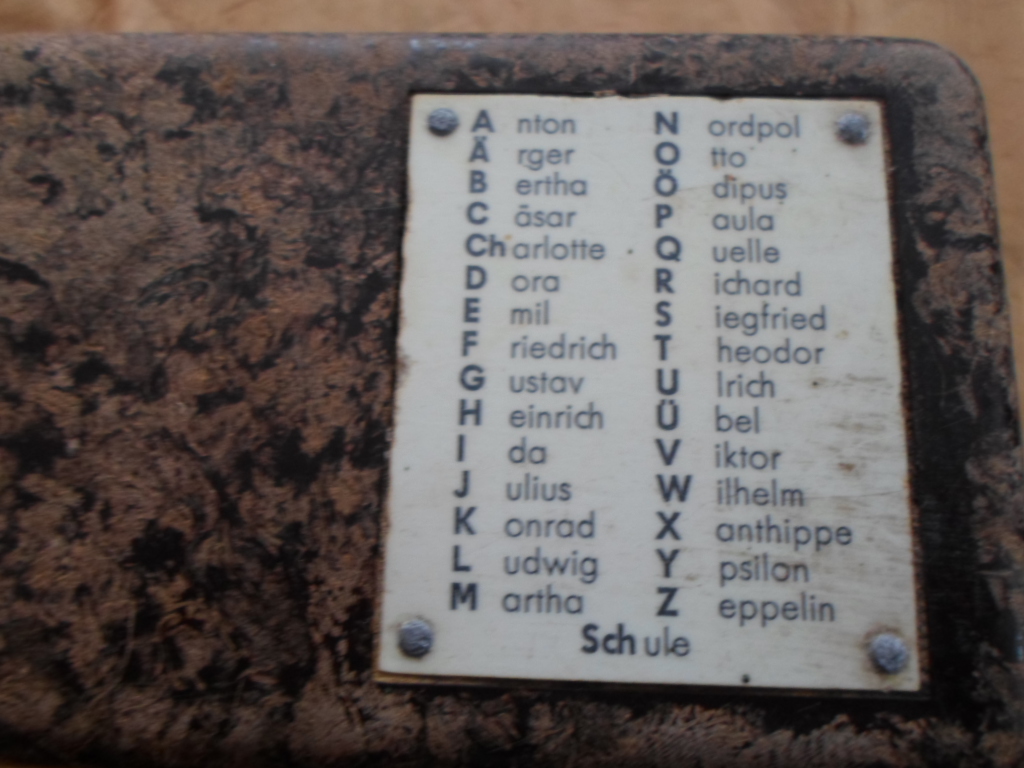 A nton
Ä rger
B ertha
C äsar
Ch arlotte
D ora
E mil
F riedrich
G ustav
H einrich
I da
J ulius
K onrad
L udwig
M artha
N ordpol
O tto
Ö dipus
P aula
Q uelle
R ichard
S iegfried
T heodor
U lrich
Ü bel
V iktor
W ilhelm
X anthippe
Y psilon
Z eppelin
Sch ule